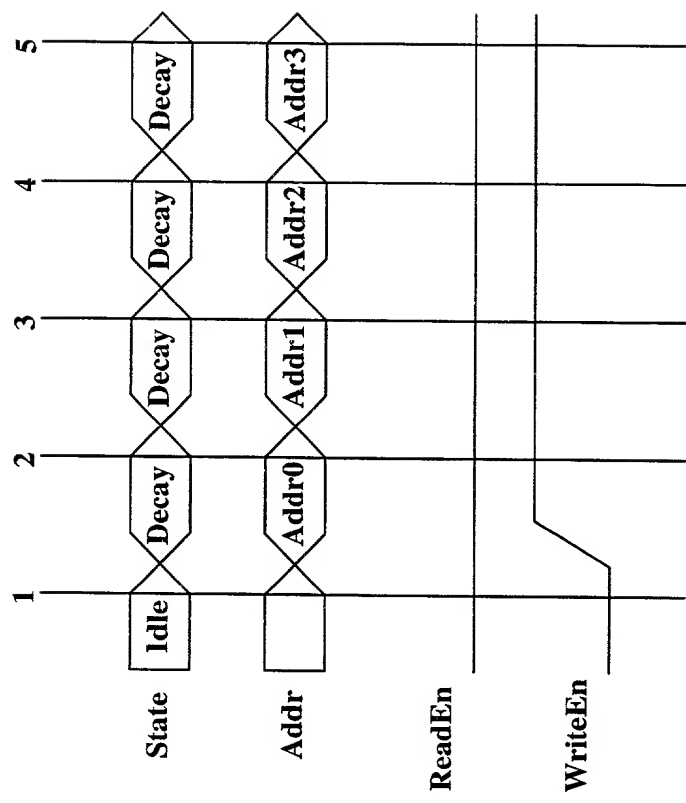 1 2 3 4 5
State Idle Decay Decay Decay Decay
Addr Addr0 Addr1 Addr2 Addr3
ReadEn
WriteEn